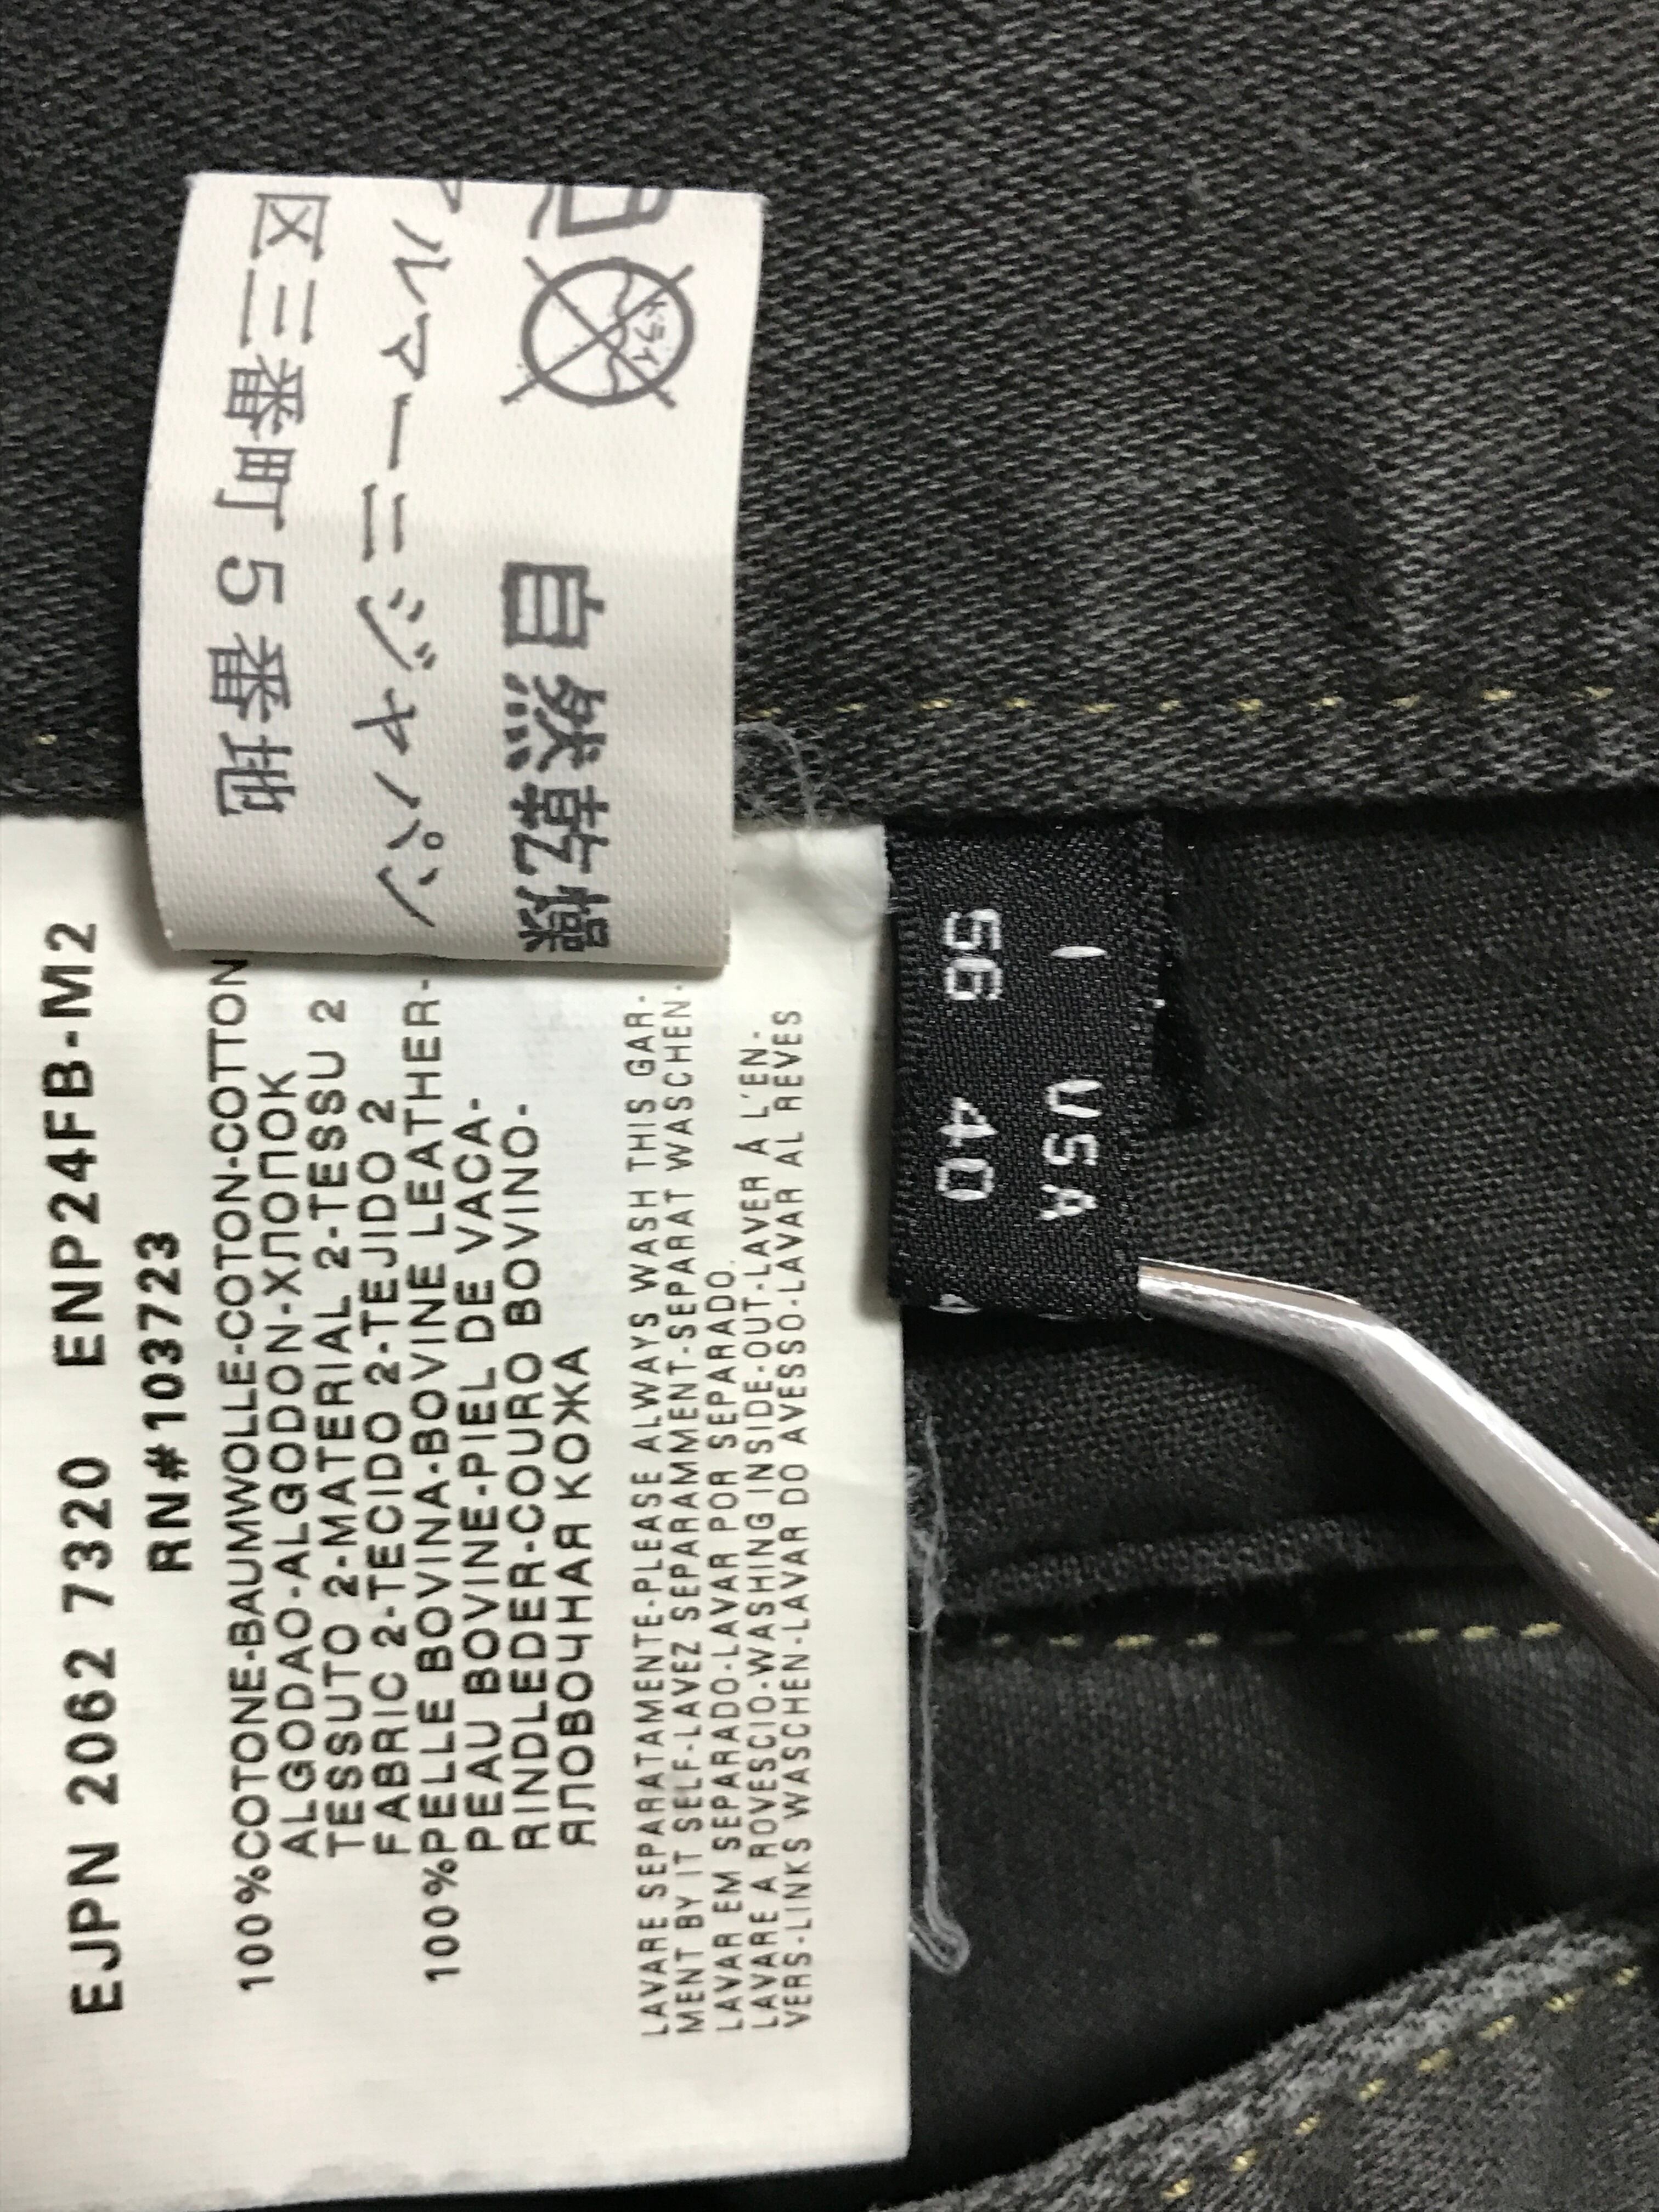 自然乾燥
アルマーニジャパン
区三番町5番地
ドライ
EJPN 2062 7320 ENP24FB-M2
RN#103723
100%COTONE-BAUMWOLLE-COTON-COTTON
ALGODAO-ALGODON-ХЛОПОК
TESSUTO 2-MATERIAL 2-TESSU 2
FABRIC 2-TECIDO 2-TEJIDO 2
100%PELLE BOVINA-BOVINE LEATHER-
PEAU BOVINE-PIEL DE VACA-
RINDLEDER-COURO BOVINO-
ЯЛОВОЧНАЯ КОЖА
LAVARE SEPARATAMENTE-PLEASE ALWAYS WASH THIS GAR-
MENT BY IT SELF-LAVEZ SEPARAMMENT-SEPARAT WASCHEN-
LAVAR EM SEPARADO-LAVAR POR SEPARADO.
LAVARE A ROVESCIO-WASHING INSIDE-OUT-LAVER Á L'EN-
VERS-LINKS WASCHEN-LAVAR DO AVESSO-LAVAR AL REVES
I USA
56 40